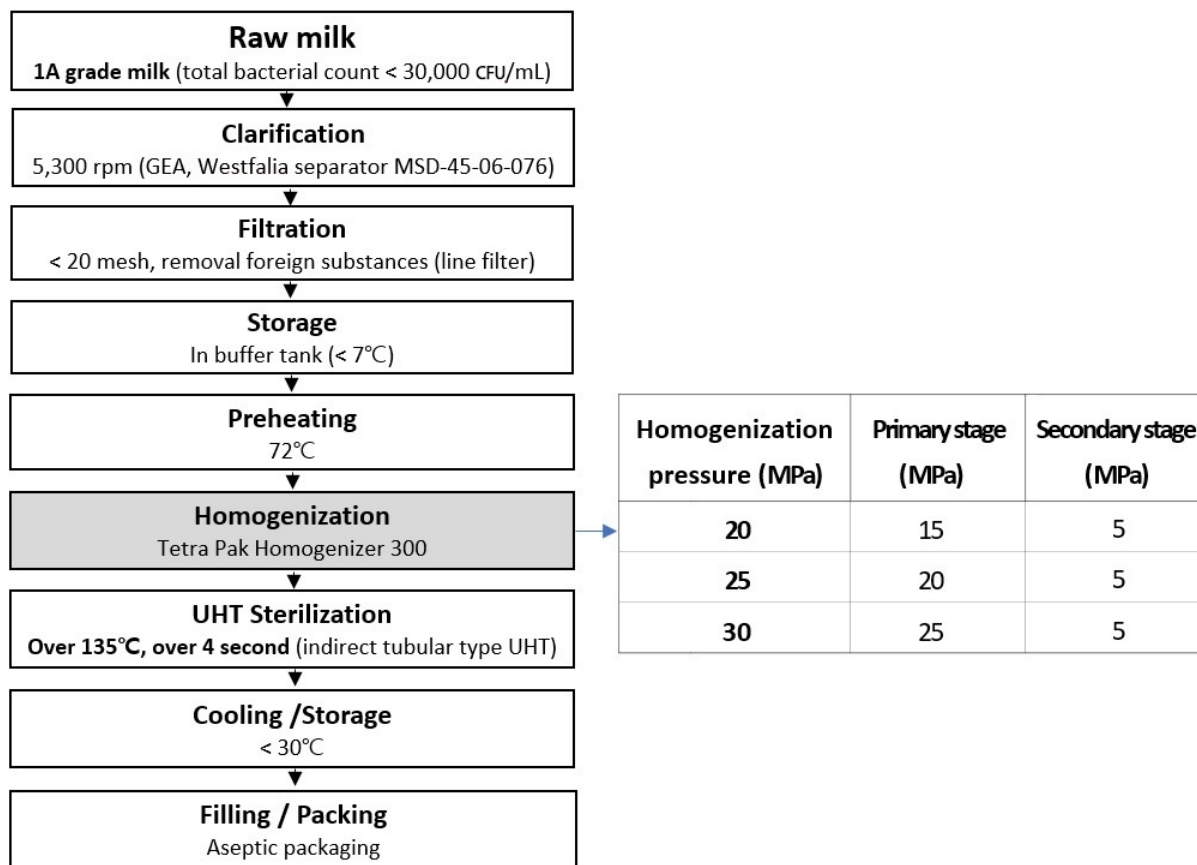 Raw milk
1A grade milk (total bacterial count < 30,000 CFU/mL)
Clarification
5,300 rpm (GEA, Westfalia separator MSD-45-06-076)
Filtration
< 20 mesh, removal foreign substances (line filter)
Storage
In buffer tank (< 7℃)
Preheating
72℃
Homogenization
Tetra Pak Homogenizer 300
UHT Sterilization
Over 135℃, over 4 second (indirect tubular type UHT)
Cooling /Storage
< 30℃
Filling / Packing
Aseptic packaging
Homogenization Primary stage Secondary stage
pressure (MPa) (MPa) (MPa)
20 15 5
25 20 5
30 25 5